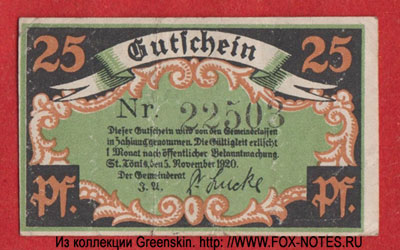 25 Gutschein 25
Nr. 22503
Dieser Gutschein wird von den Gemeindekassen
in Zahlung genommen. Die Gültigkeit erlischt
1 Monat nach öffentlicher Bekanntmachung.
St. Tönis, den 5. November 1920.
Der Gemeinderat
J. A.
Pf. Pf.
Из коллекции Greenskin. http://www.FOX-NOTES.RU